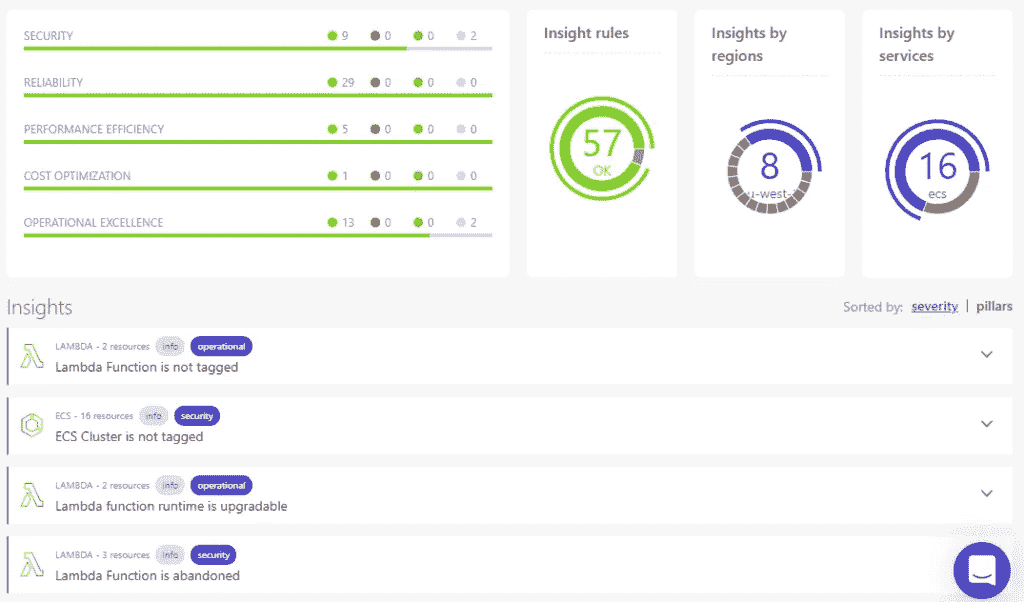 SECURITY 9 0 0 2
RELIABILITY 29 0 0 0
PERFORMANCE EFFICIENCY 5 0 0 0
COST OPTIMIZATION 1 0 0 0
OPERATIONAL EXCELLENCE 13 0 0 2
Insight rules
57
OK
Insights by
regions
8
u-west-
Insights by
services
16
ecs
Insights
Sorted by: severity | pillars
LAMBDA - 2 resources info operational
Lambda Function is not tagged
ECS - 16 resources info security
ECS Cluster is not tagged
LAMBDA - 2 resources info operational
Lambda function runtime is upgradable
LAMBDA - 3 resources info security
Lambda Function is abandoned